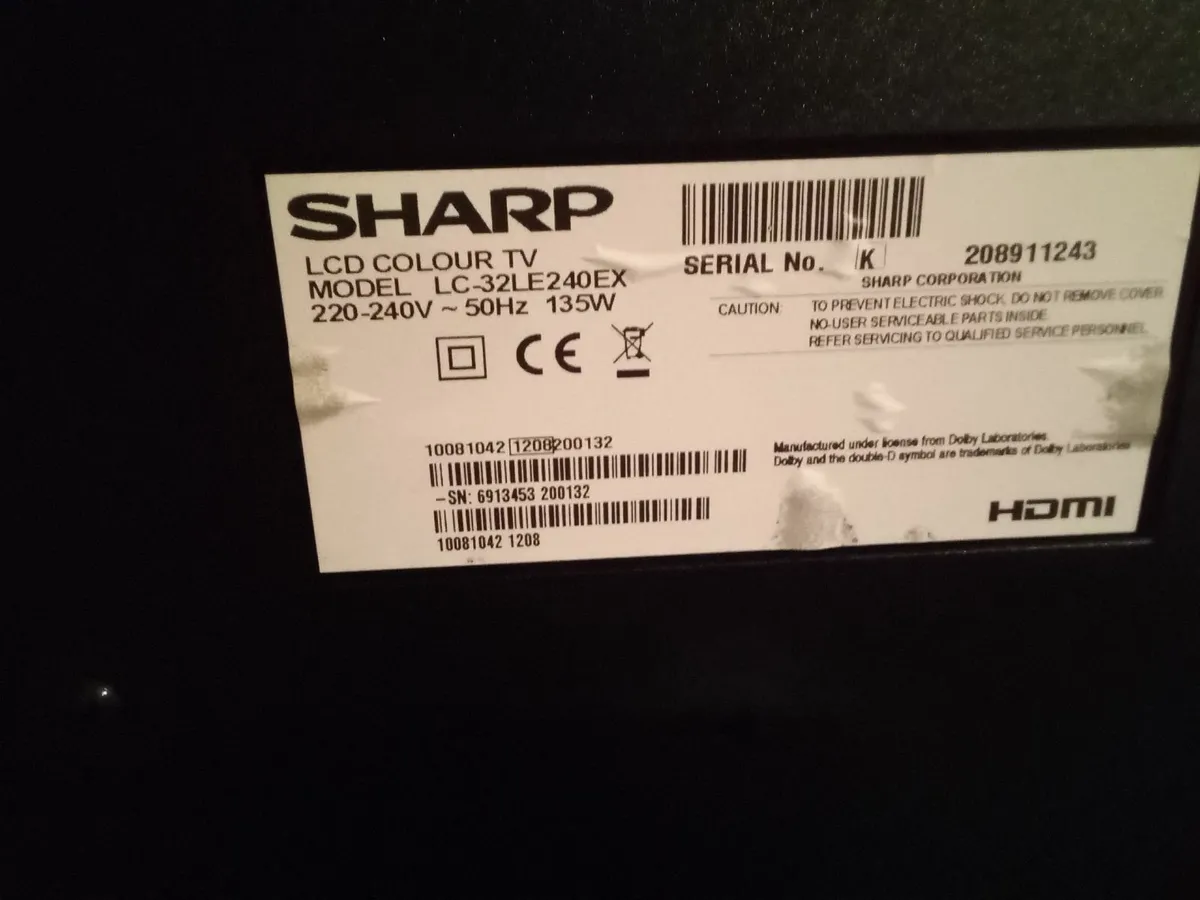 SHARP
LCD COLOUR TV
MODEL LC-32LE240EX
220-240V ~ 50Hz 135W
CE
SERIAL No. K 208911243
SHARP CORPORATION
CAUTION TO PREVENT ELECTRIC SHOCK, DO NOT REMOVE COVER.
NO USER SERVICEABLE PARTS INSIDE.
REFER SERVICING TO QUALIFIED SERVICE PERSONNEL.
10081042 1208 200132
-SN: 6913453 200132
10081042 1208
Manufactured under license from Dolby Laboratories.
Dolby and the double-D symbol are trademarks of Dolby Laboratories
HDMI